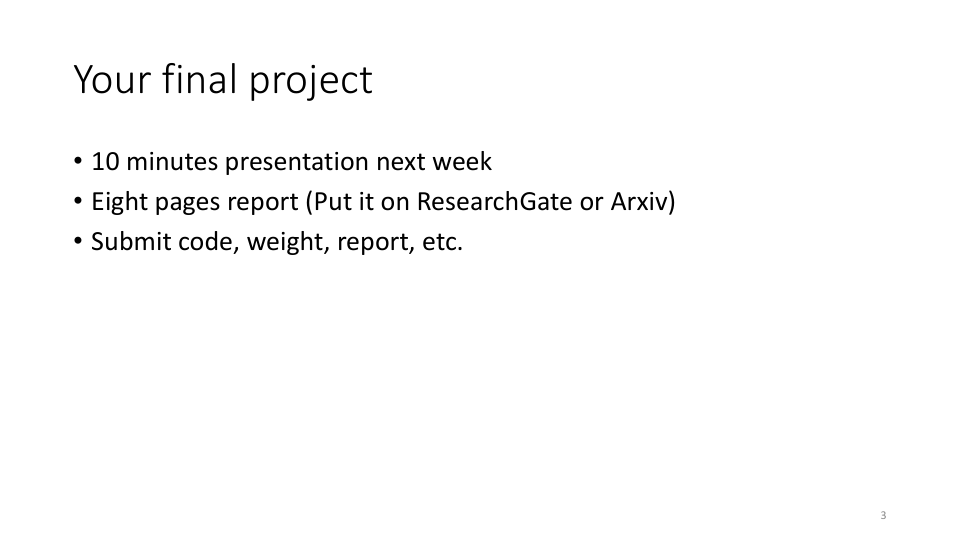 Your final project
• 10 minutes presentation next week
• Eight pages report (Put it on ResearchGate or Arxiv)
• Submit code, weight, report, etc.
3